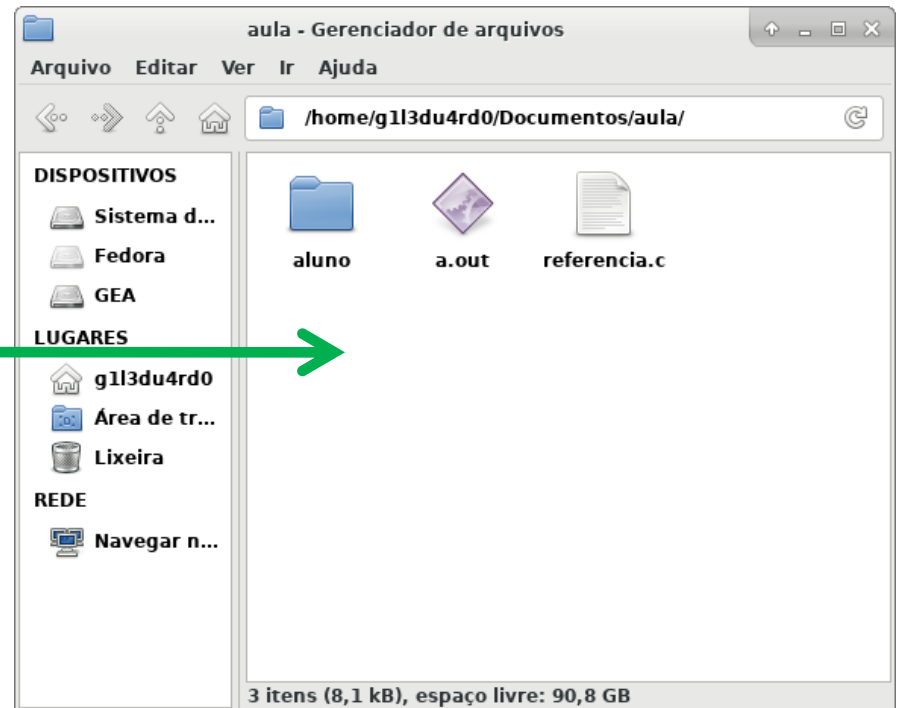 aula - Gerenciador de arquivos
Arquivo Editar Ver Ir Ajuda
/home/g1l3du4rd0/Documentos/aula/
DISPOSITIVOS
Sistema d...
Fedora
GEA
LUGARES
g1l3du4rd0
Área de tr...
Lixeira
REDE
Navegar n...
aluno a.out referencia.c
3 itens (8,1 kB), espaço livre: 90,8 GB